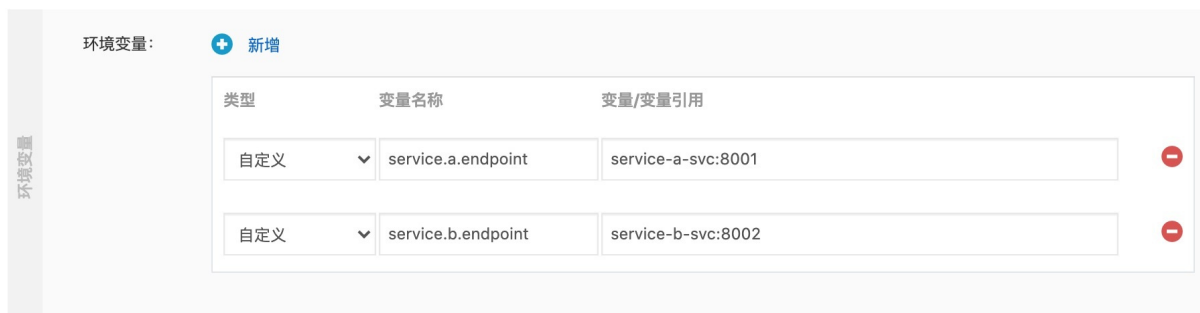 环境变量：
新增
类型 变量名称 变量/变量引用
自定义 service.a.endpoint service-a-svc:8001
自定义 service.b.endpoint service-b-svc:8002
环境变量